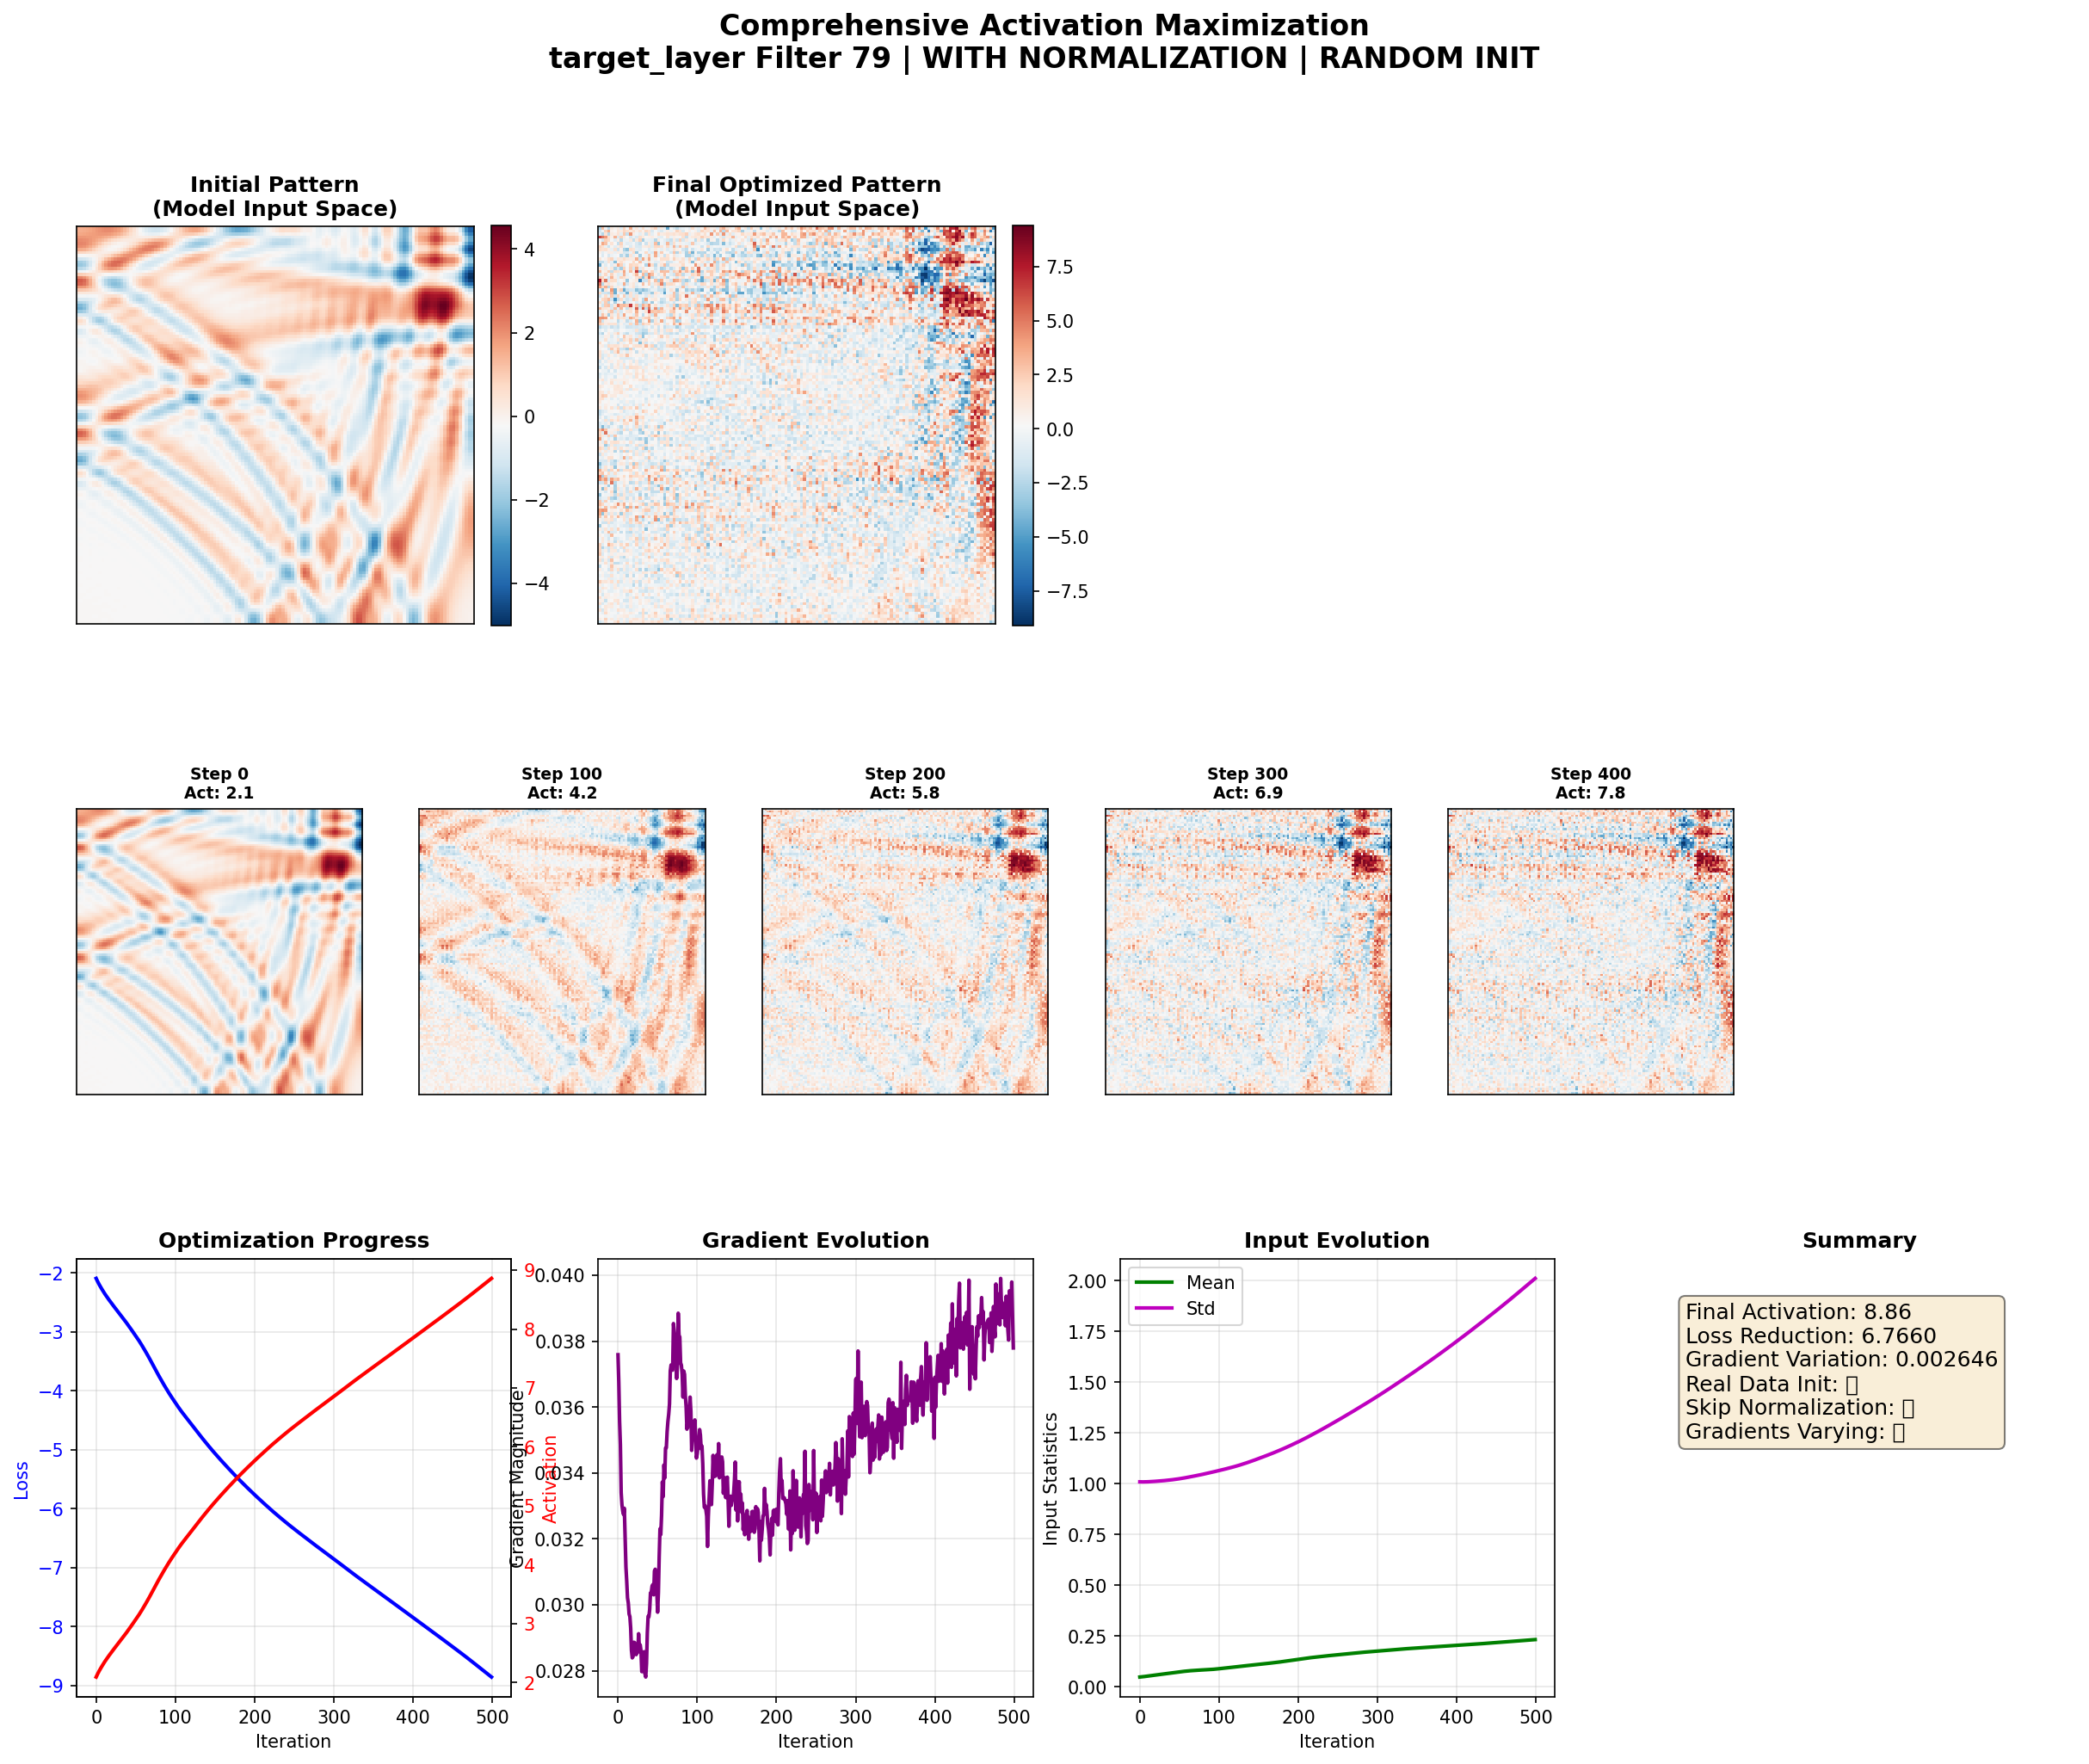 Comprehensive Activation Maximization
target_layer Filter 79 | WITH NORMALIZATION | RANDOM INIT
Initial Pattern
(Model Input Space)
4
2
0
−2
−4
Final Optimized Pattern
(Model Input Space)
7.5
5.0
2.5
0.0
−2.5
−5.0
−7.5
Step 0
Act: 2.1
Step 100
Act: 4.2
Step 200
Act: 5.8
Step 300
Act: 6.9
Step 400
Act: 7.8
Optimization Progress
Loss
−2
−3
−4
−5
−6
−7
−8
−9
9
8
7
6
5
4
3
2
Activation
0 100 200 300 400 500
Iteration
Gradient Evolution
Gradient Magnitude
0.040
0.038
0.036
0.034
0.032
0.030
0.028
0 100 200 300 400 500
Iteration
Input Evolution
Input Statistics
2.00
1.75
1.50
1.25
1.00
0.75
0.50
0.25
0.00
Mean
Std
0 100 200 300 400 500
Iteration
Summary
Final Activation: 8.86
Loss Reduction: 6.7660
Gradient Variation: 0.002646
Real Data Init:
Skip Normalization:
Gradients Varying: